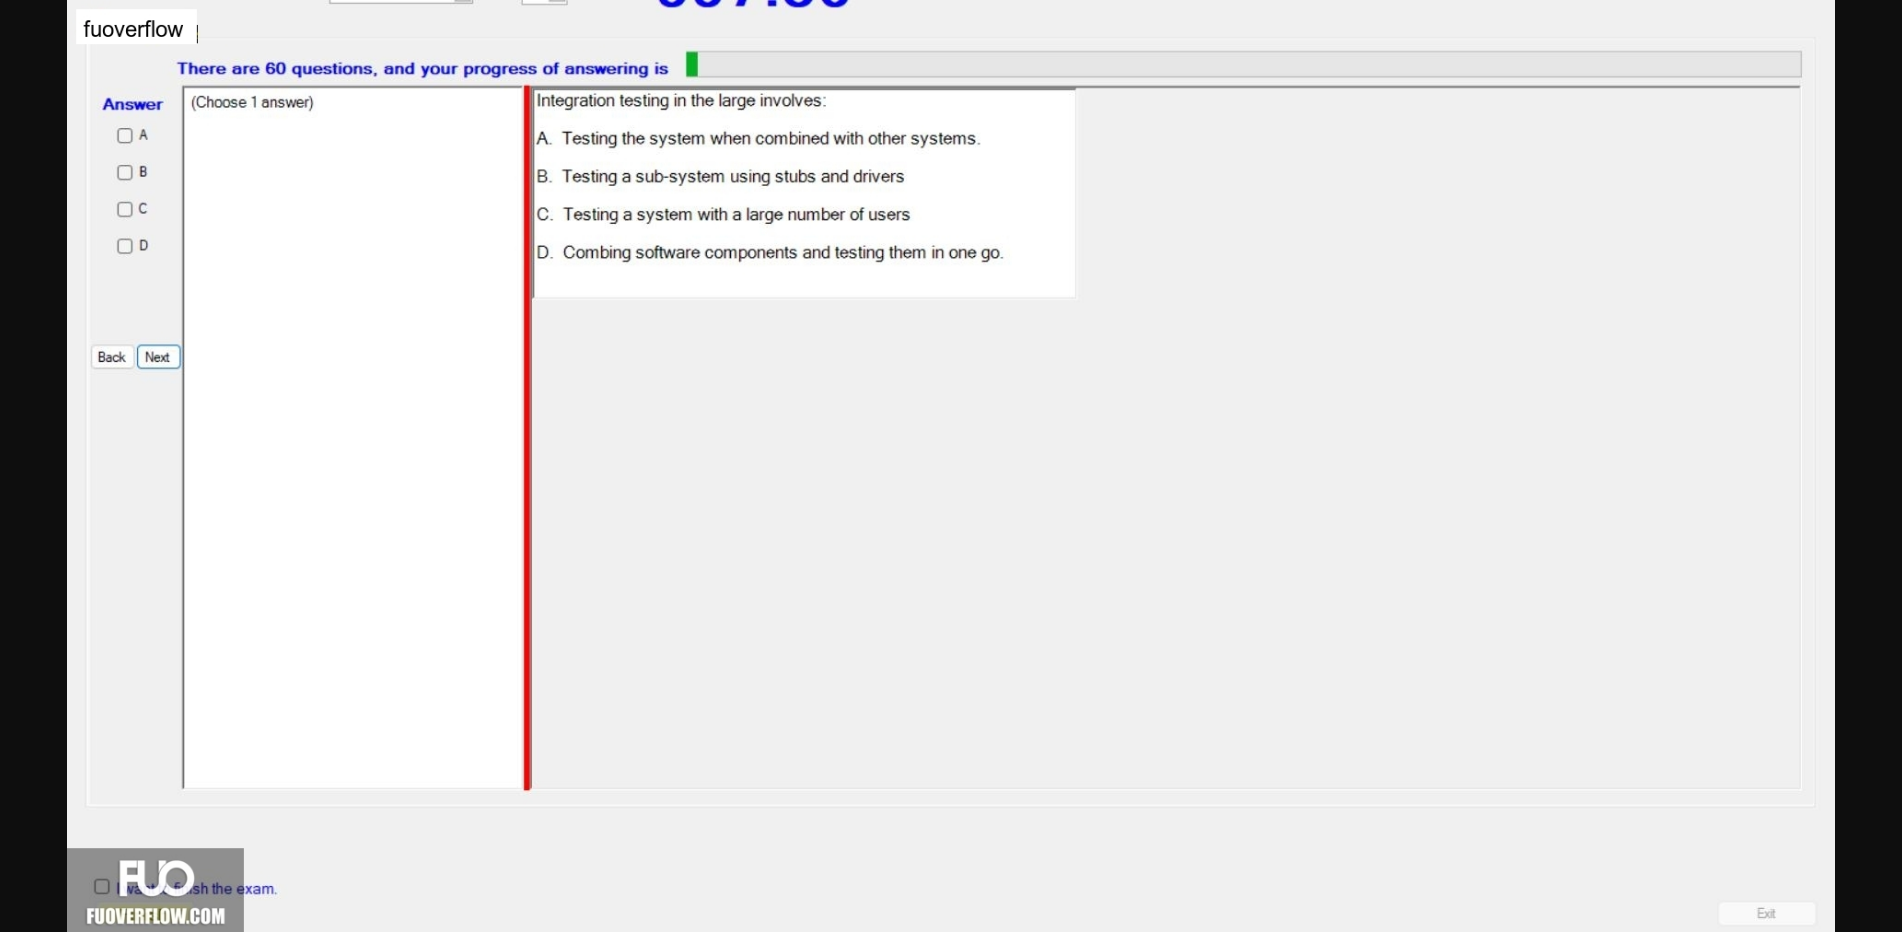 fuoverflow
There are 60 questions, and your progress of answering is
Answer
(Choose 1 answer)
A
B
C
D
Back Next
Integration testing in the large involves:
A. Testing the system when combined with other systems.
B. Testing a sub-system using stubs and drivers
C. Testing a system with a large number of users
D. Combing software components and testing them in one go.
FUO
the exam.
FUOVERFLOW.COM
Exit